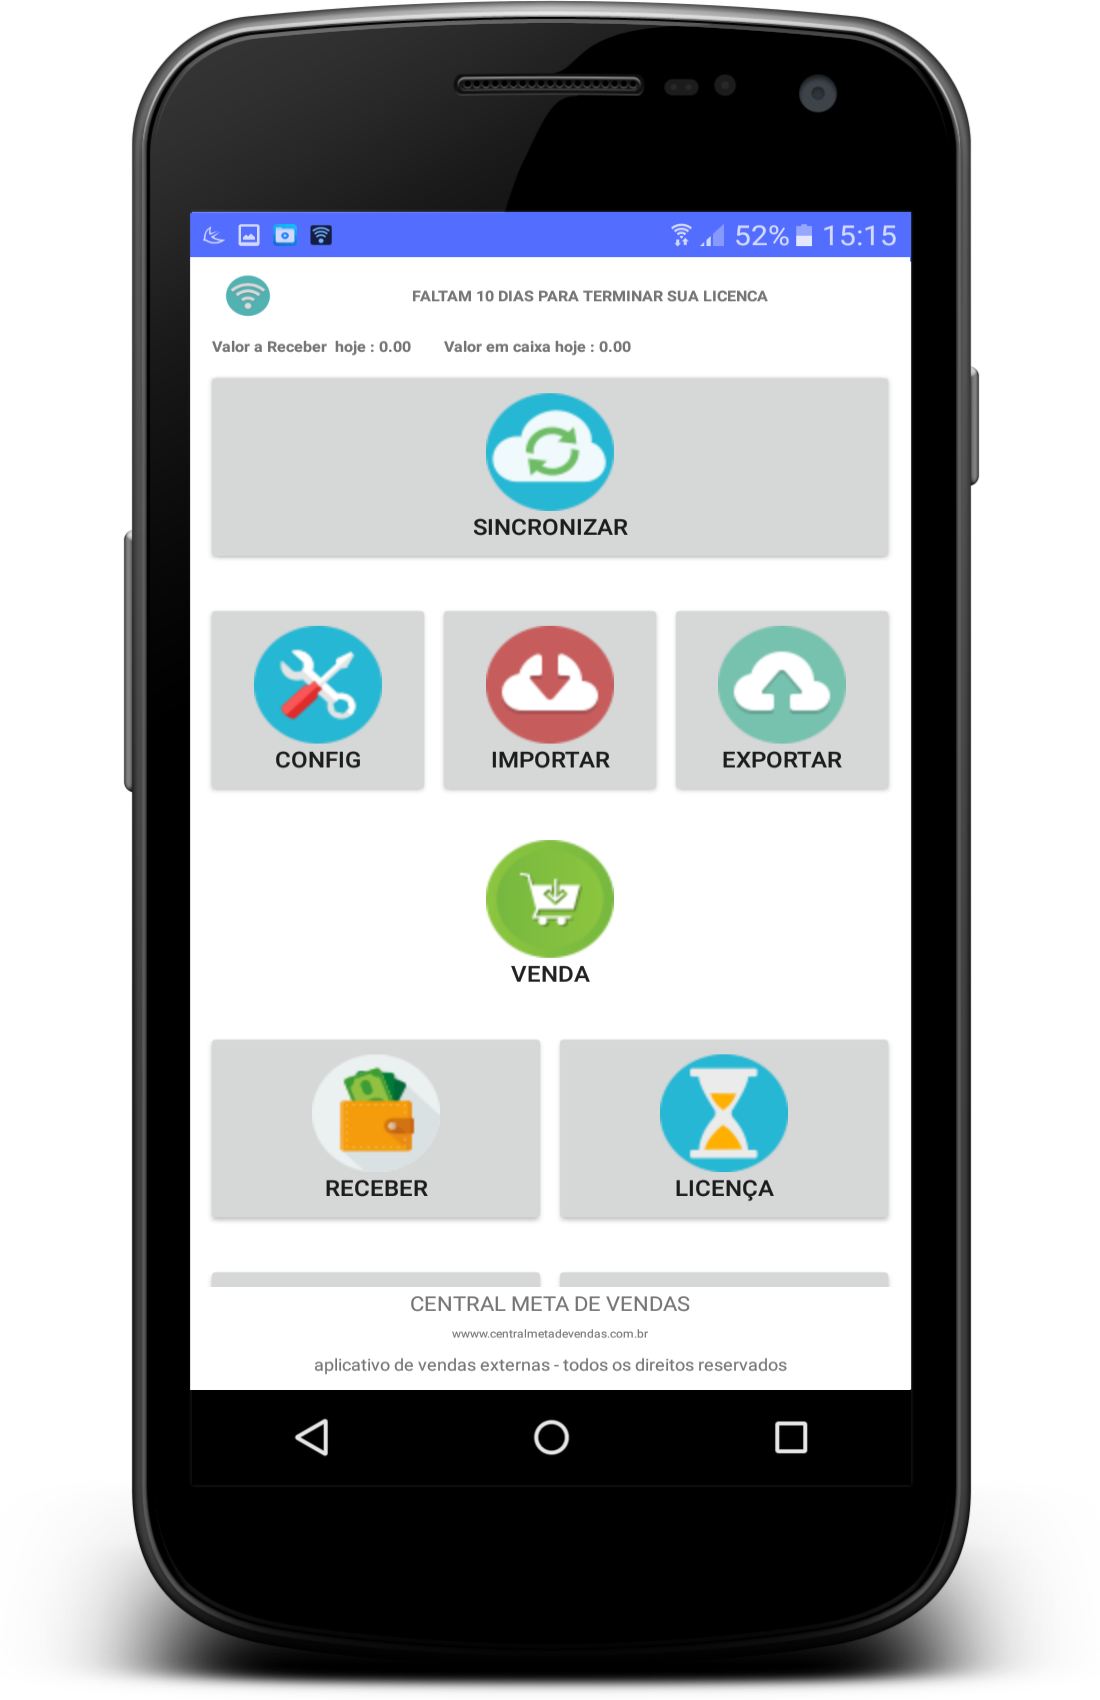 52% 15:15
FALTAM 10 DIAS PARA TERMINAR SUA LICENCA
Valor a Receber  hoje : 0.00 Valor em caixa hoje : 0.00
SINCRONIZAR
CONFIG IMPORTAR EXPORTAR
VENDA
RECEBER LICENÇA
CENTRAL META DE VENDAS
wwww.centralmetadevendas.com.br
aplicativo de vendas externas - todos os direitos reservados